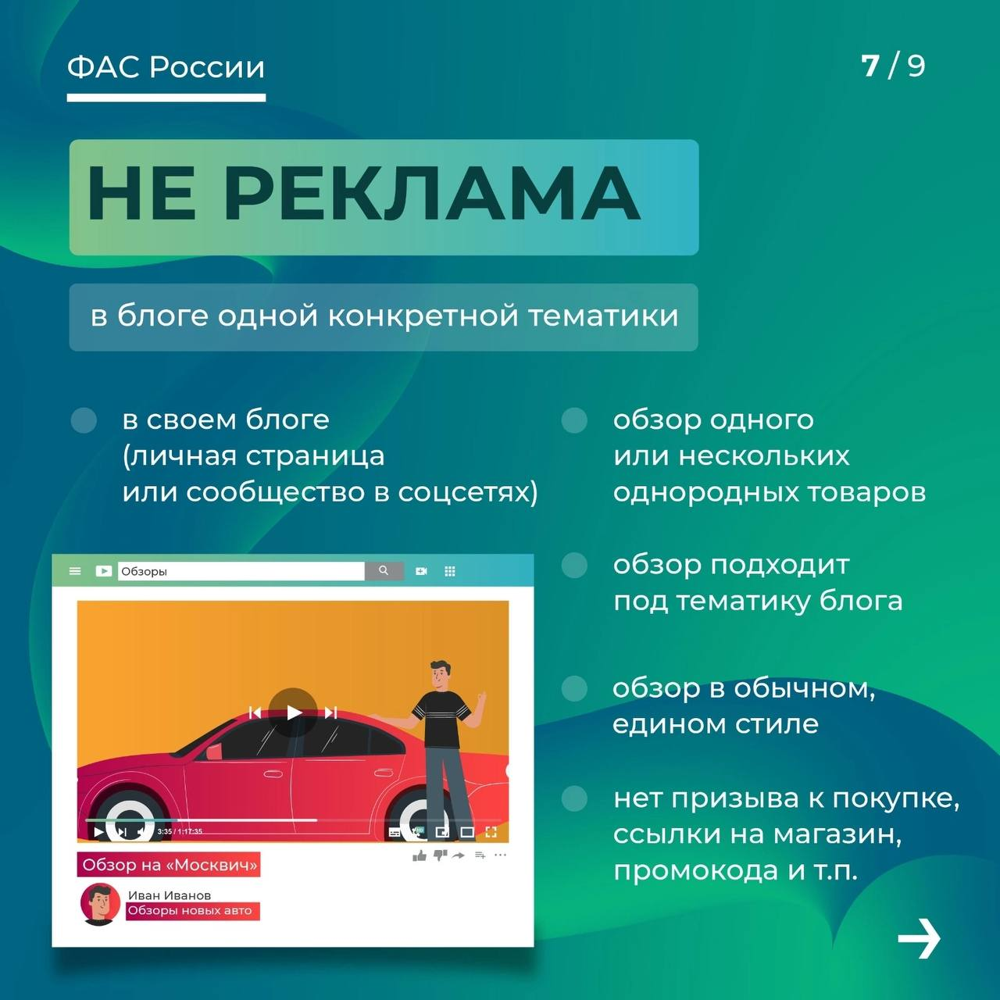 ФАС России
7 / 9
НЕ РЕКЛАМА
в блоге одной конкретной тематики
в своем блоге
(личная страница
или сообщество в соцсетях)
обзор одного
или нескольких
однородных товаров
обзор подходит
под тематику блога
обзор в обычном,
едином стиле
нет призыва к покупке,
ссылки на магазин,
промокода и т.п.
Обзоры
3:35 / 1:17:35
HD
Обзор на «Москвич»
Иван Иванов
Обзоры новых авто